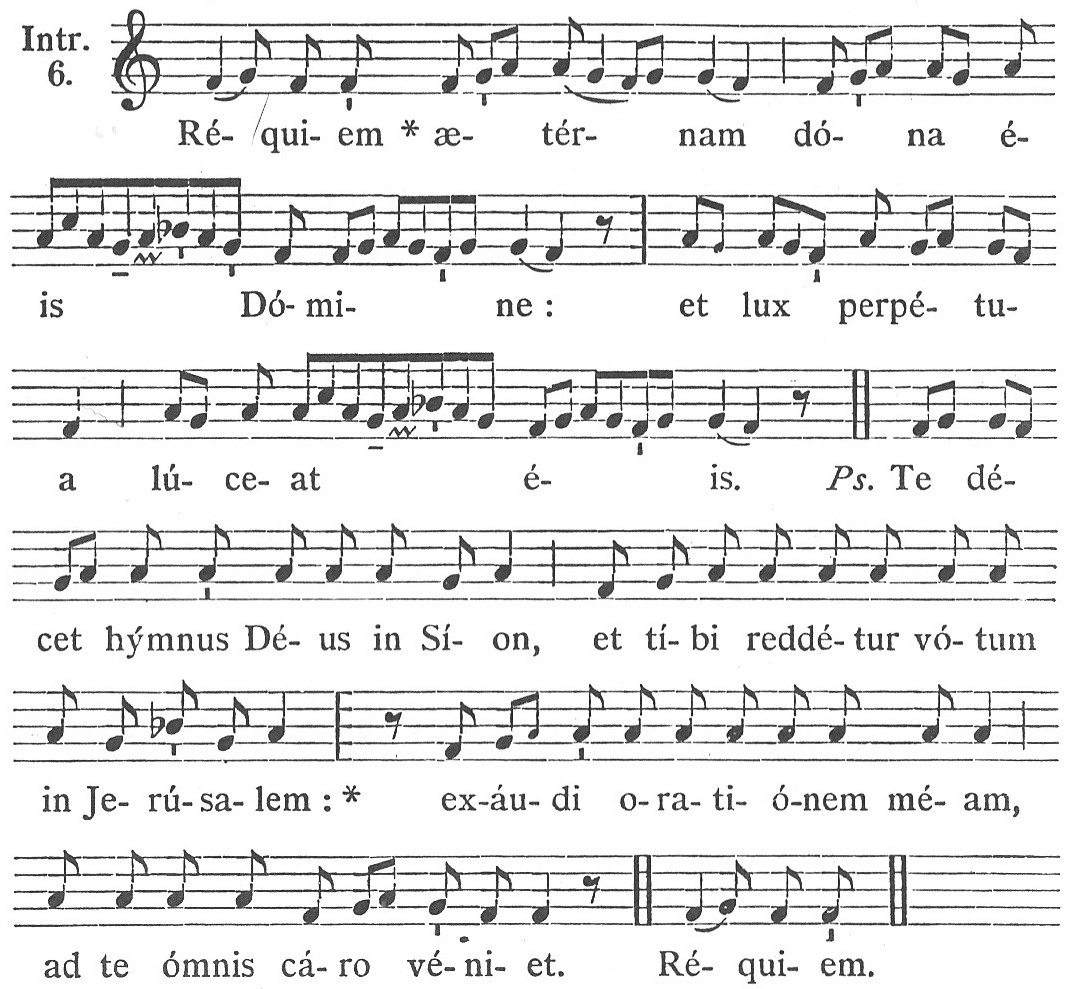 Intr.
6.
Ré- qui- em * æ- tér- nam dó- na é-
is Dó- mi- ne : et lux perpé- tu-
a lú- ce- at é- is. Ps. Te dé-
cet hýmnus Dé- us in Sí- on, et tí- bi reddé- tur vó- tum
in Je- rú- sa- lem : * ex-áu- di o- ra- ti- ó-nem mé- am,
ad te ómnis cá- ro vé- ni- et. Ré- qui- em.